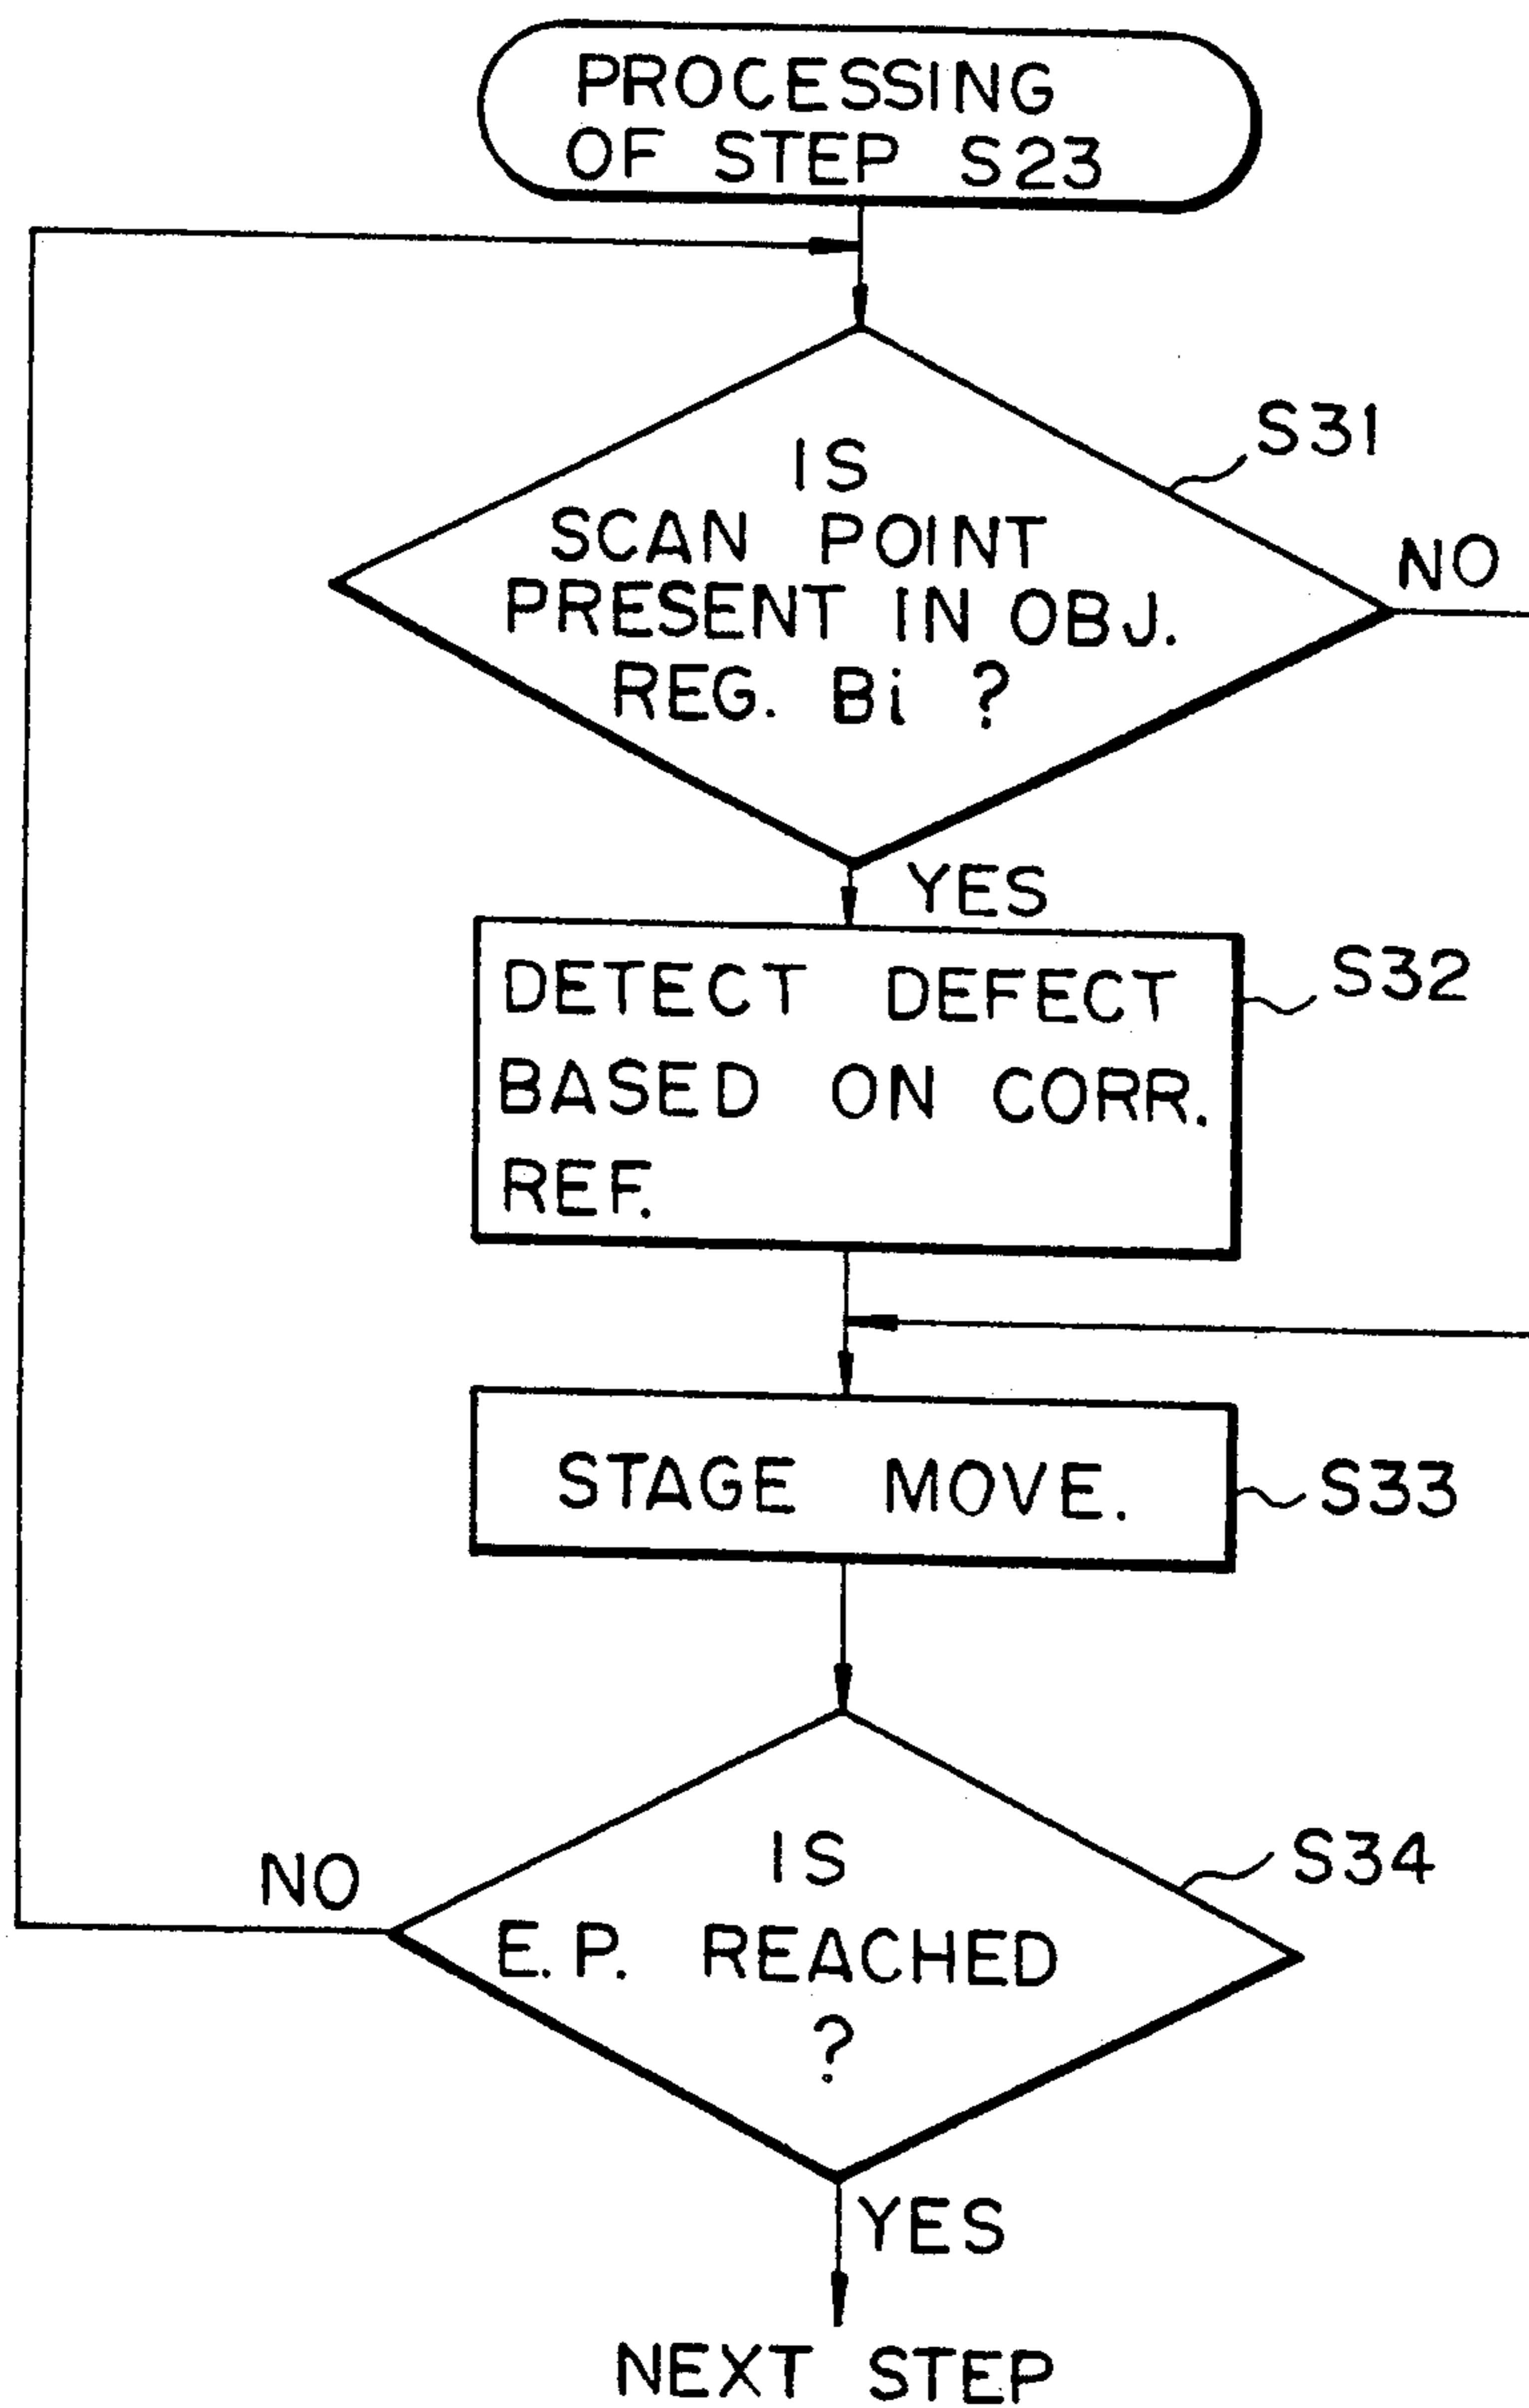 PROCESSING
OF STEP S23
IS
SCAN POINT
PRESENT IN OBJ.
REG. Bi ?
S31
NO
YES
DETECT DEFECT
BASED ON CORR.
REF.
S32
STAGE MOVE.
S33
IS
E.P. REACHED
?
S34
NO
YES
NEXT STEP